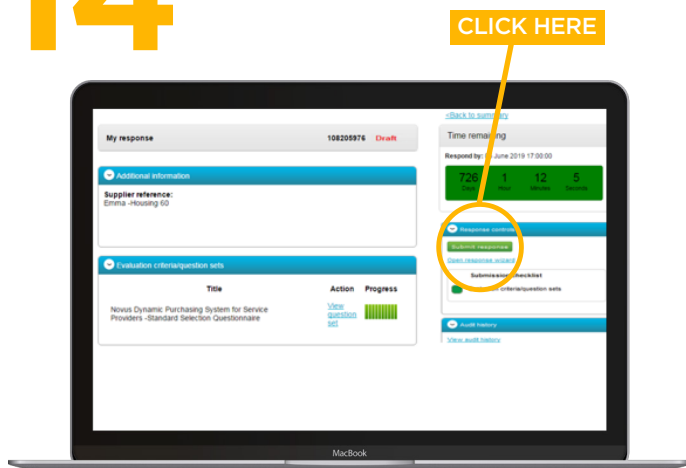 14
CLICK HERE
<Back to summary
My response 108205976 Draft
Time remaining
Respond by: June 2019 17:00:00
726 1 12 5
Days Hour Minutes Seconds
Additional information
Supplier reference:
Emma -Housing 60
Response controls
Submit response
Open response wizard
Submission checklist
criteria/question sets
Evaluation criteria/question sets
Title Action Progress
Novus Dynamic Purchasing System for Service
Providers -Standard Selection Questionnaire
View
question
set
Audit history
View audit history
MacBook